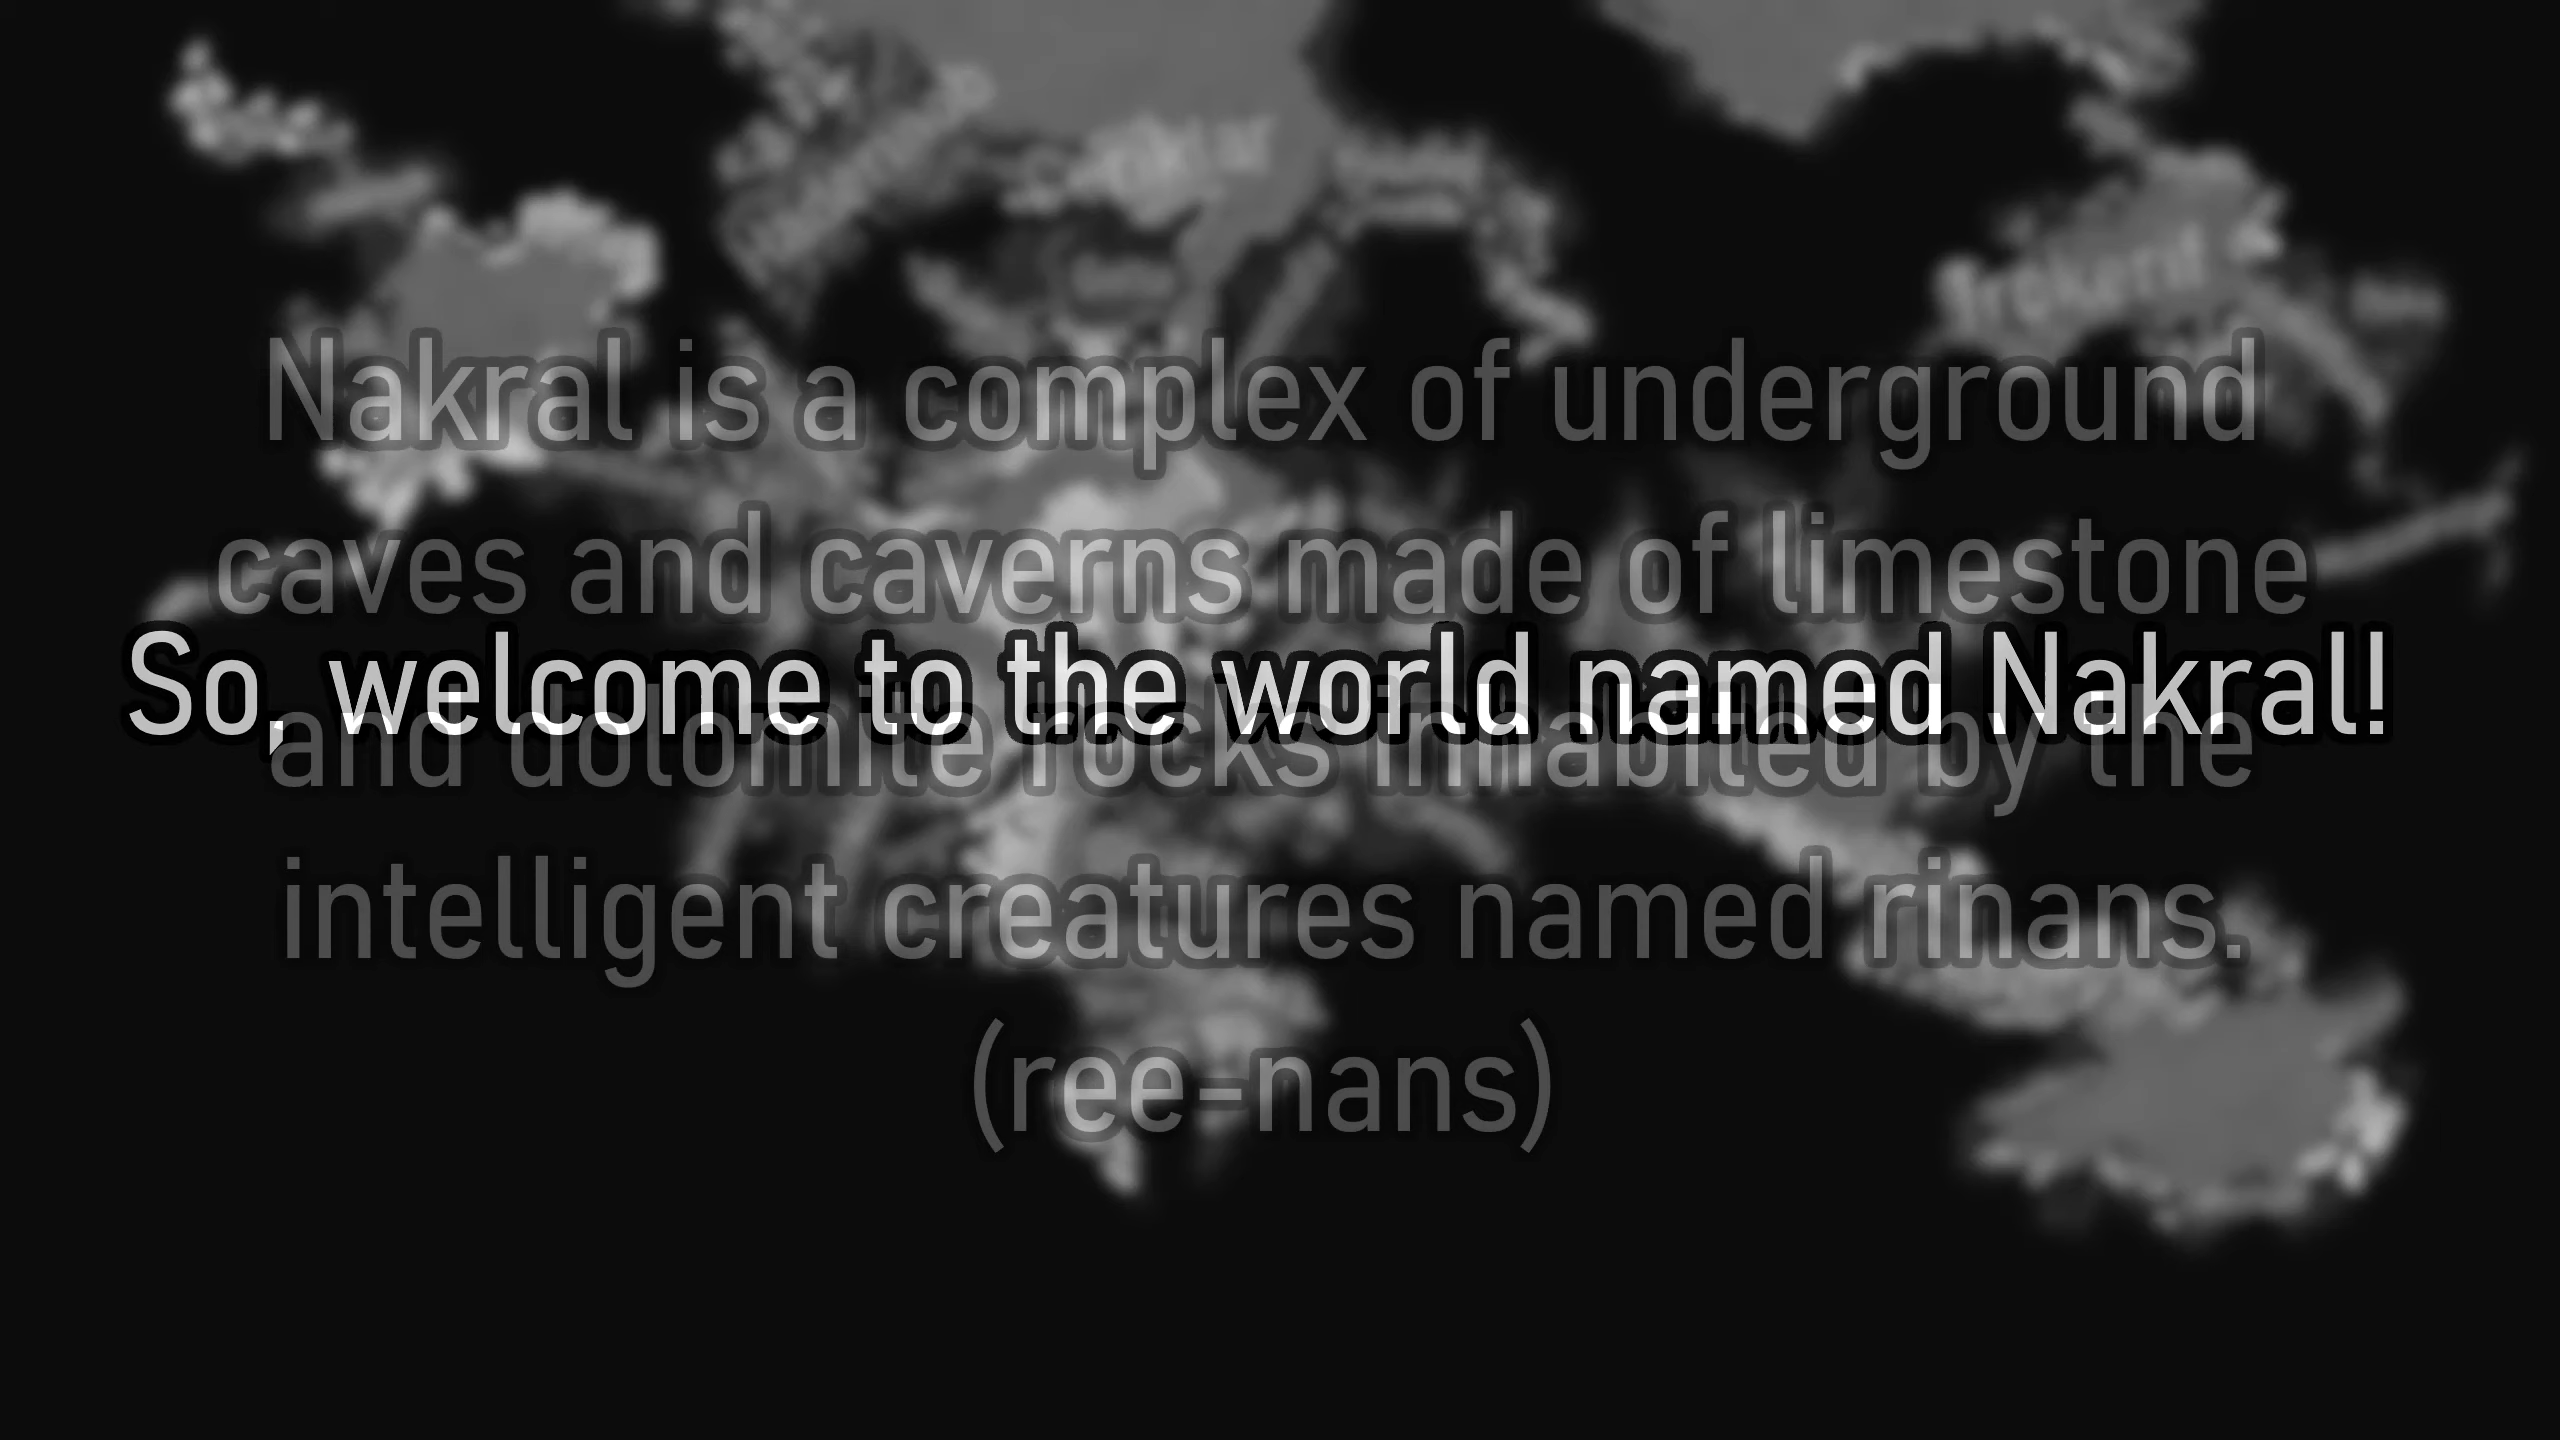 Nakral is a complex of underground
caves and caverns made of limestone
So, welcome to the world named Nakral!
and dolomite rocks inhabited by the
intelligent creatures named rinans.
(ree=nans)